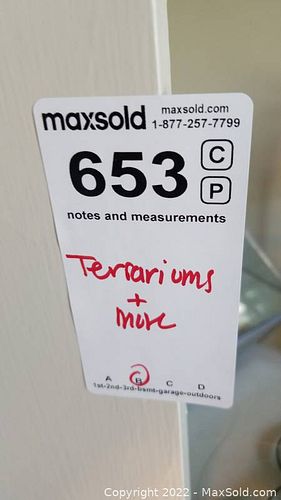 maxsold maxsold.com
1-877-257-7799
653 C
P
notes and measurements
Terrariums
+
More
A B C D
1st-2nd-3rd-bsmt-garage-outdoors
Copyright 2022 - MaxSold.com